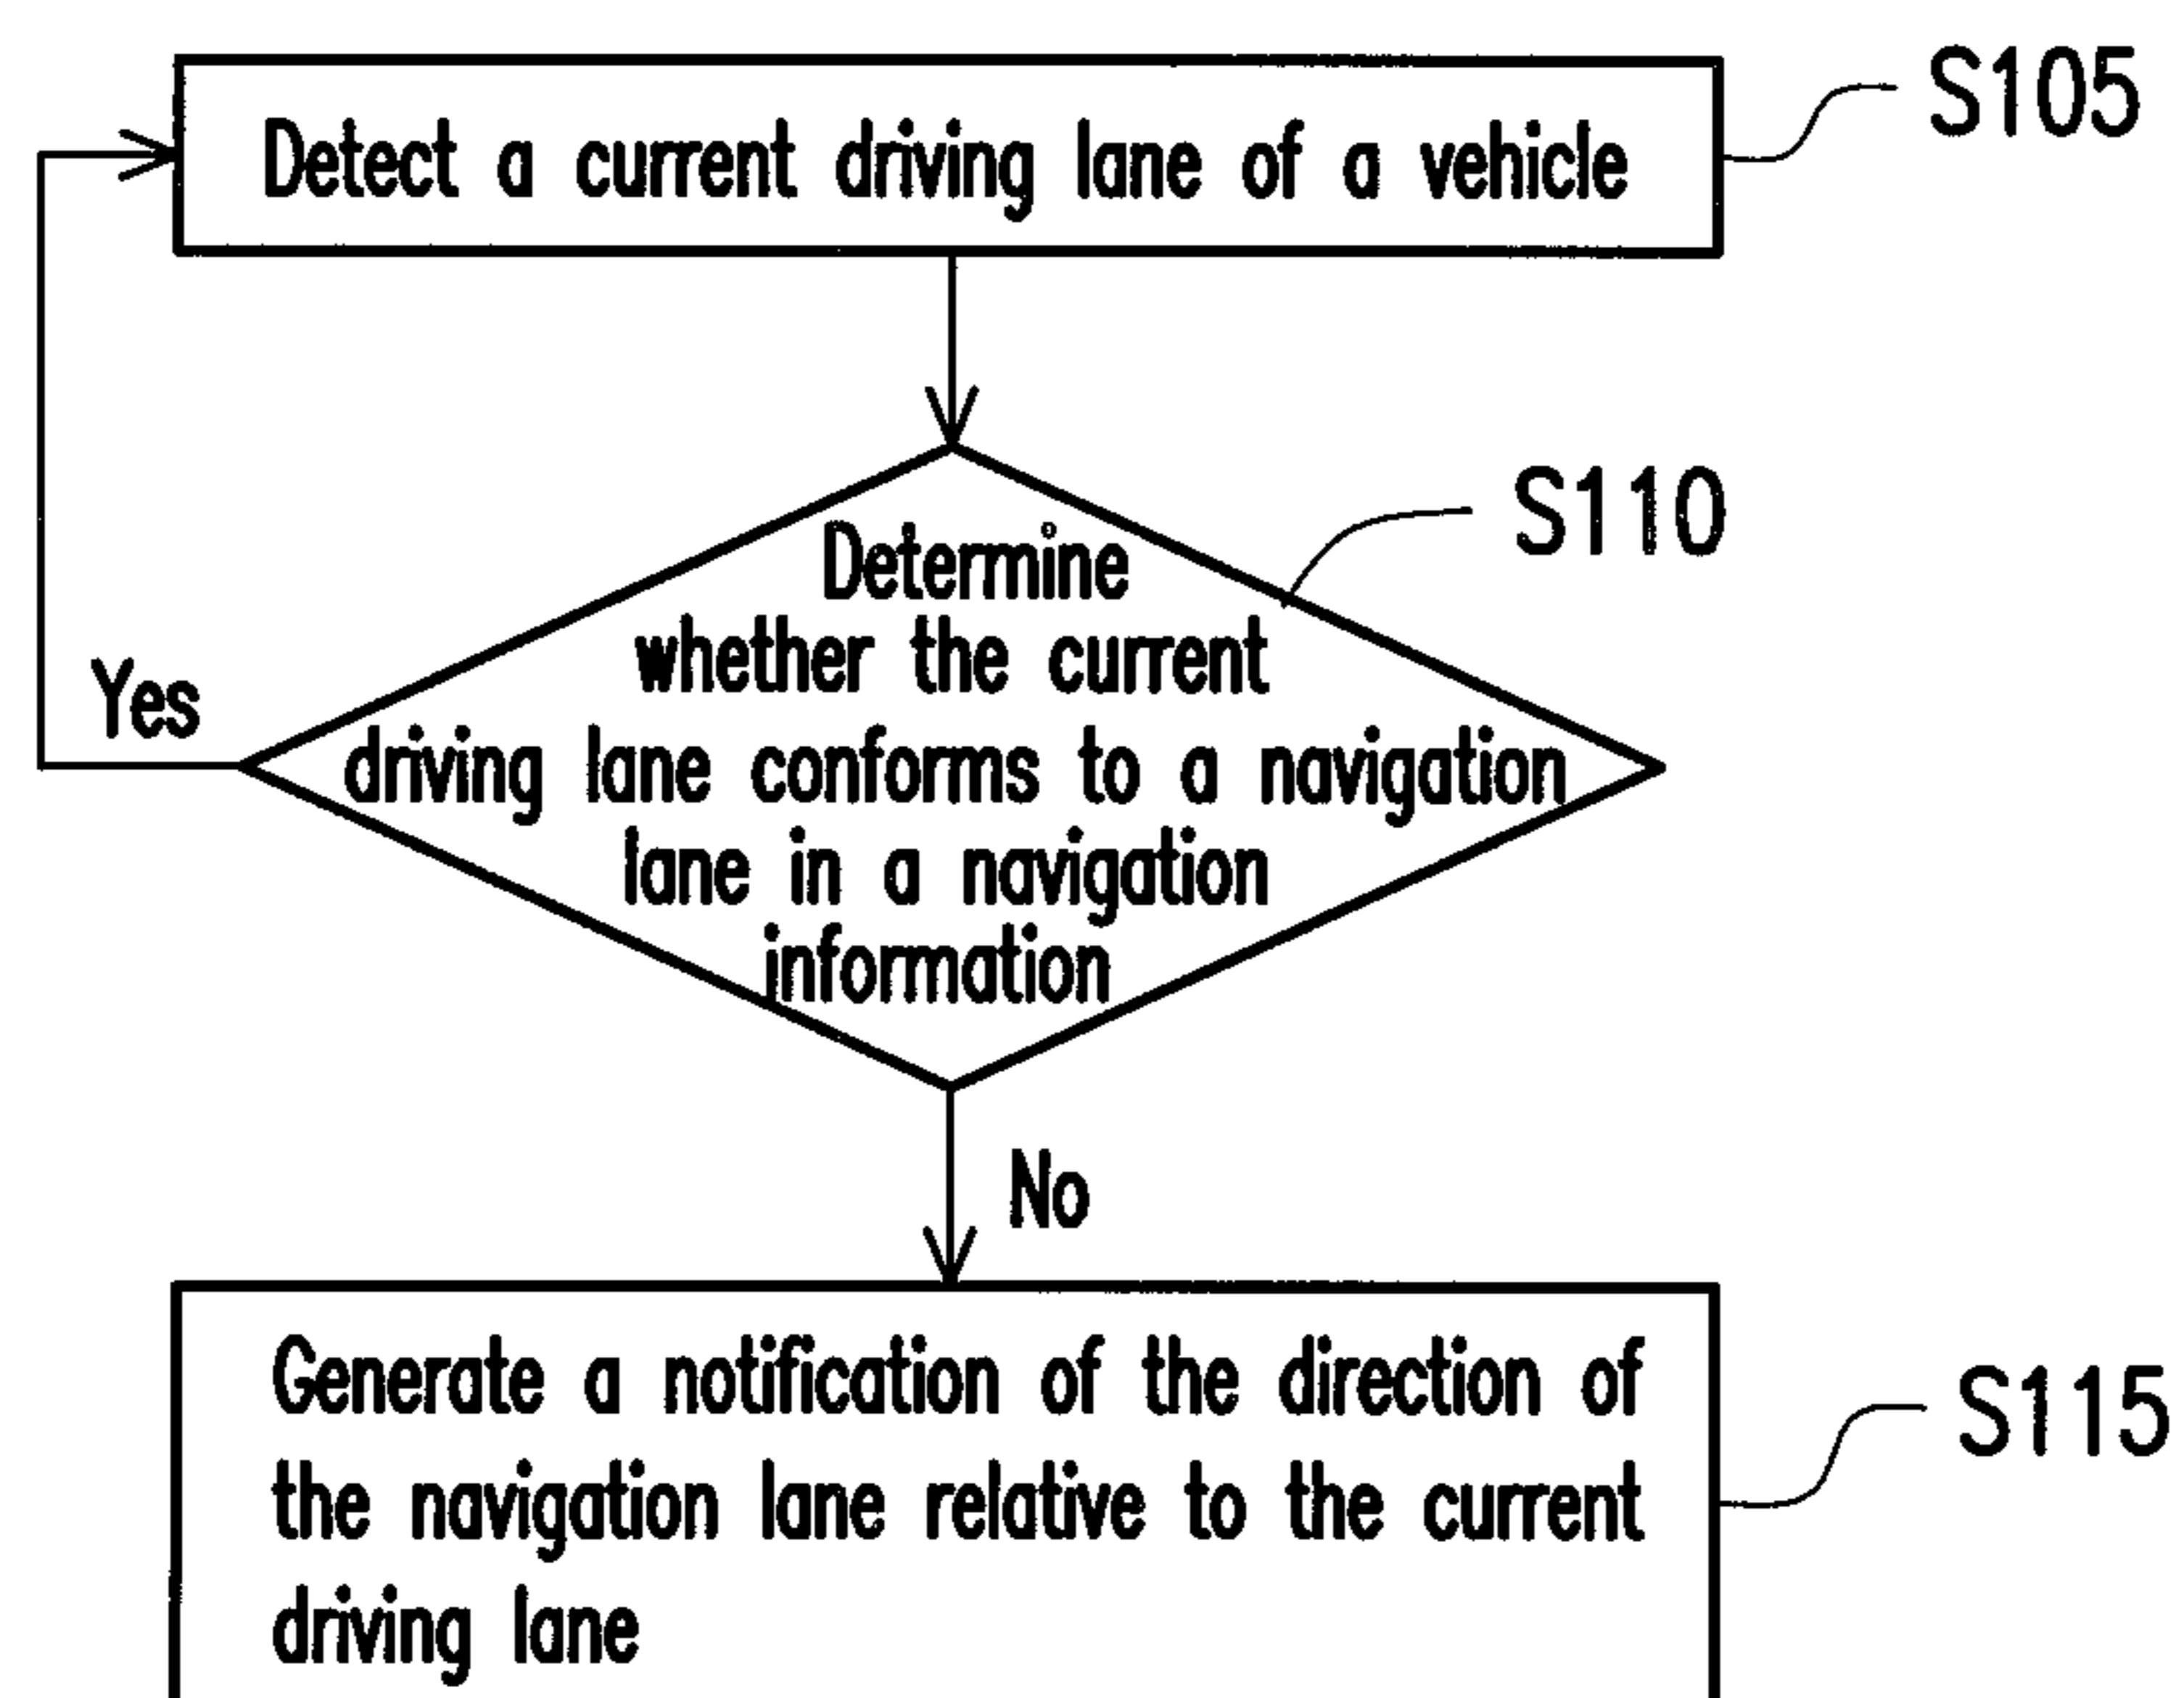 Detect a current driving lane of a vehicle
S105
Determine
whether the current
driving lane conforms to a navigation
lane in a navigation
information
S110
Yes
No
Generate a notification of the direction of
the navigation lane relative to the current
driving lane
S115